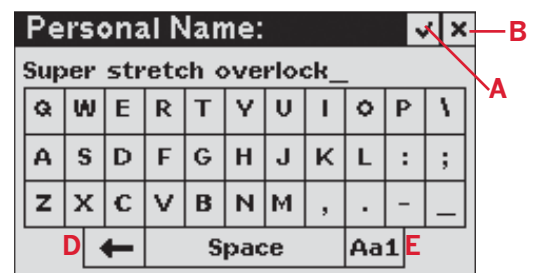 Personal Name: ✓ × B
Super stretch overlock_ A
Q W E R T Y U I O P \
A S D F G H J K L : ;
Z X C V B N M , . - _
D ← Space Aa1 E